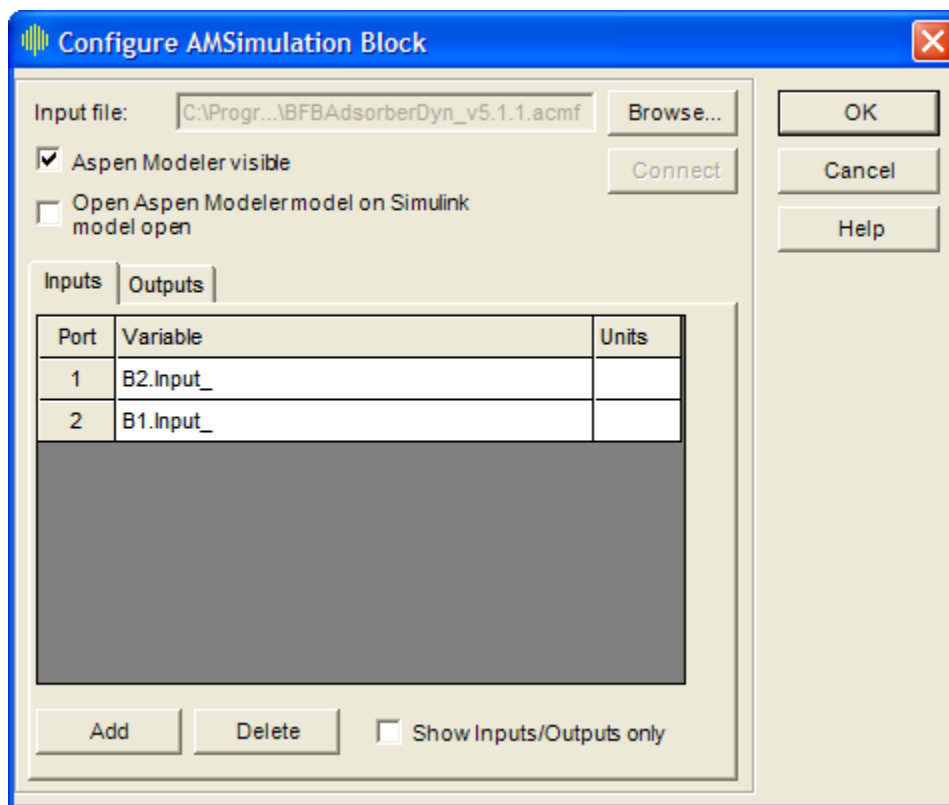 Configure AMSimulation Block
Input file: C:\Progr...\BFBAdsorberDyn_v5.1.1.acmf Browse... OK
Aspen Modeler visible Connect Cancel
Open Aspen Modeler model on Simulink
model open
Help
Inputs Outputs
Port Variable Units
1 B2.Input_
2 B1.Input_
Add Delete Show Inputs/Outputs only